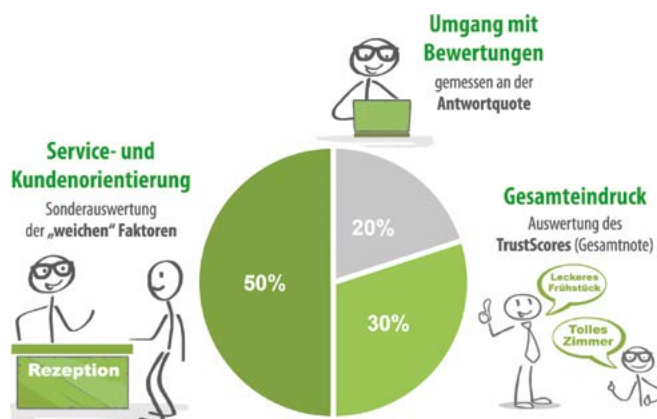 Umgang mit
Bewertungen
gemessen an der
Antwortquote
Service- und
Kundenorientierung
Sonderauswertung
der „weichen“ Faktoren
Rezeption
50%
20%
30%
Gesamteindruck
Auswertung des
TrustScores (Gesamtnote)
Leckeres
Frühstück
Tolles
Zimmer